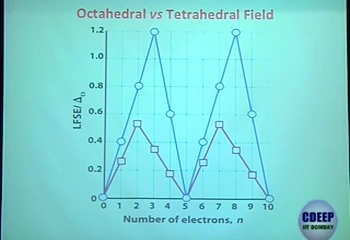 Octahedral vs Tetrahedral Field
LFSE/ Δ₀
1.2
1.0
0.8
0.6
0.4
0.2
0
0 1 2 3 4 5 6 7 8 9 10
Number of electrons, n
CDEEP
IIT BOMBAY